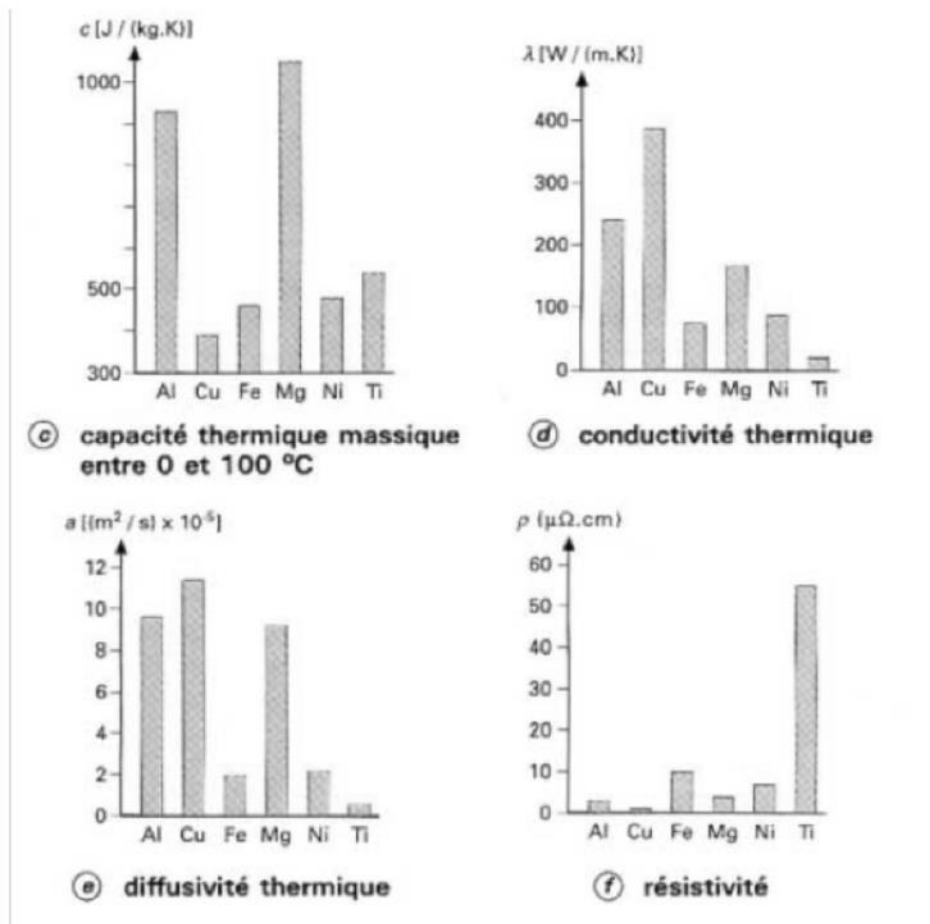 c [J / (kg.K)]
1000
500
300
Al Cu Fe Mg Ni Ti
c capacité thermique massique
entre 0 et 100 °C
λ [W / (m.K)]
400
300
200
100
0
Al Cu Fe Mg Ni Ti
d conductivité thermique
a [(m² / s) x 10⁻⁵]
12
10
8
6
4
2
0
Al Cu Fe Mg Ni Ti
e diffusivité thermique
ρ (μΩ.cm)
60
50
40
30
20
10
0
Al Cu Fe Mg Ni Ti
f résistivité